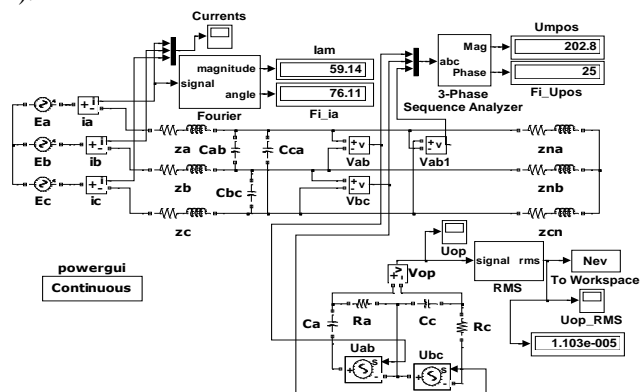 ).
Currents
magnitude
signal
angle
Fourier
Iam
59.14
76.11
Fi_ia
abc
Mag
Phase
3-Phase
Sequence Analyzer
Umpos
202.8
25
Fi_Upos
Ea
ia
Eb
ib
Ec
ic
za
Cab
Cca
zb
Cbc
zc
Vab
Vab1
Vbc
zna
znb
zcn
powergui
Continuous
Uop
Vop
signal rms
RMS
Nev
To Workspace
Uop_RMS
1.103e-005
Ca
Ra
Cc
Rc
Uab
Ubc